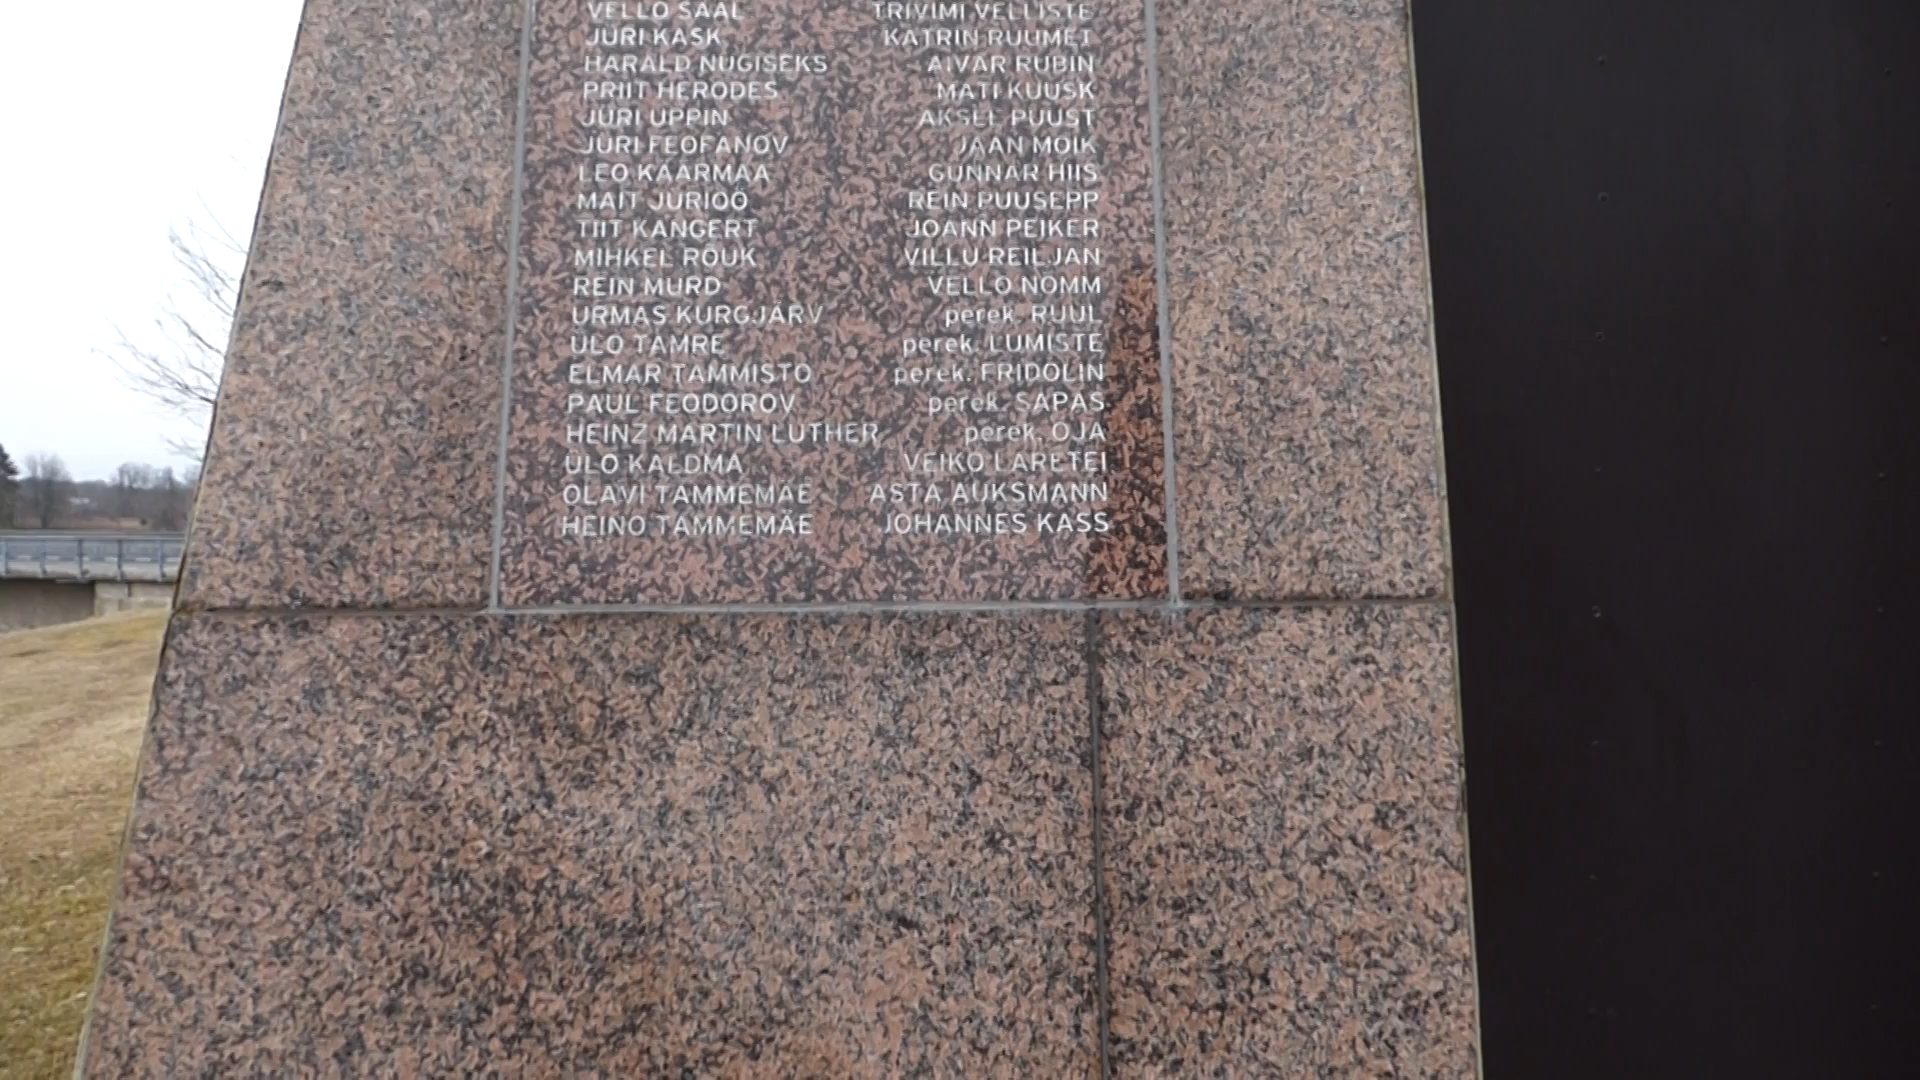 VELLO SAAL TRIVIMI VELLISTE
JÜRI KASK KATRIN RUUMET
HARALD NUGISEKS AIVAR RUBIN
PRIIT HERODES MATI KUUSK
JÜRI UPPIN AKSEL PUUST
JÜRI FEOFANOV JAAN MOIK
LEO KÄÄRMAA GUNNAR HIIS
MAIT JÜRIÖÖ REIN PUUSEPP
TIIT KANGERT JOANN PEIKER
MIHKEL RÕUK VILLU REILJAN
REIN MURD VELLO NÕMM
URMAS KURGJÄRV perek. RUUL
ÜLO TAMRE perek. LUMISTE
ELMAR TAMMISTO perek. FRIDOLIN
PAUL FEODOROV perek. SAPAS
HEINZ MARTIN LUTHER perek. OJA
ÜLO KALDMA VEIKO LARETEI
OLAVI TAMMEMÄE ASTA AUKSMANN
HEINO TAMMEMÄE JOHANNES KASS